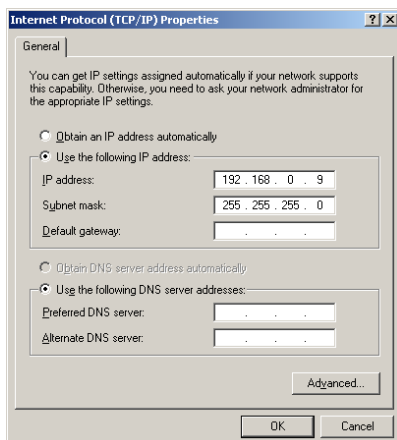 Internet Protocol (TCP/IP) Properties
General
You can get IP settings assigned automatically if your network supports
this capability. Otherwise, you need to ask your network administrator for
the appropriate IP settings.
Obtain an IP address automatically
Use the following IP address:
IP address: 192 . 168 . 0 . 9
Subnet mask: 255 . 255 . 255 . 0
Default gateway: . . .
Obtain DNS server address automatically
Use the following DNS server addresses:
Preferred DNS server: . . .
Alternate DNS server: . . .
Advanced...
OK Cancel